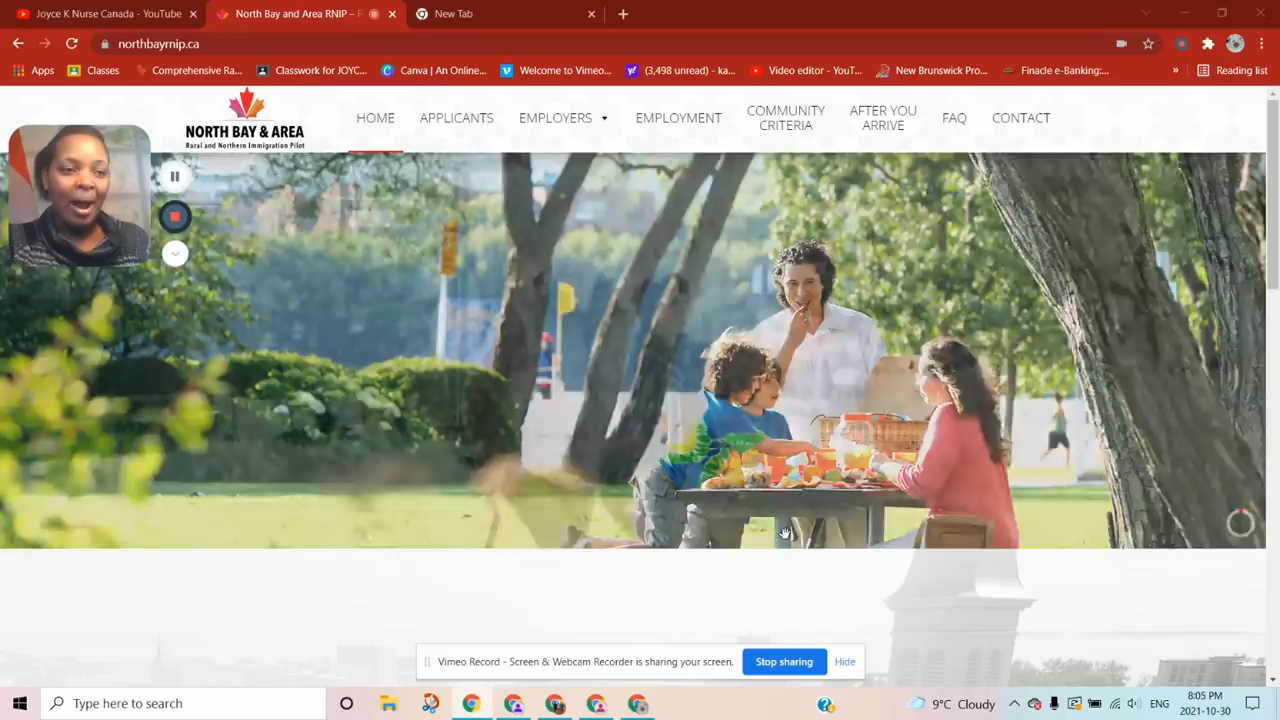 Joyce K Nurse Canada - YouTube
North Bay and Area RNIP –
New Tab
northbayrnip.ca
Apps
Classes
Comprehensive Ra...
Classwork for JOYC...
Canva | An Online...
Welcome to Vimeo...
(3,498 unread) - ka...
Video editor - YouT...
New Brunswick Pro...
Finacle e-Banking:...
»
Reading list
NORTH BAY & AREA
Rural and Northern Immigration Pilot
HOME
APPLICANTS
EMPLOYERS
EMPLOYMENT
COMMUNITY
CRITERIA
AFTER YOU
ARRIVE
FAQ
CONTACT
Vimeo Record - Screen & Webcam Recorder is sharing your screen.
Stop sharing
Hide
Type here to search
9°C Cloudy
ENG
8:05 PM
2021-10-30